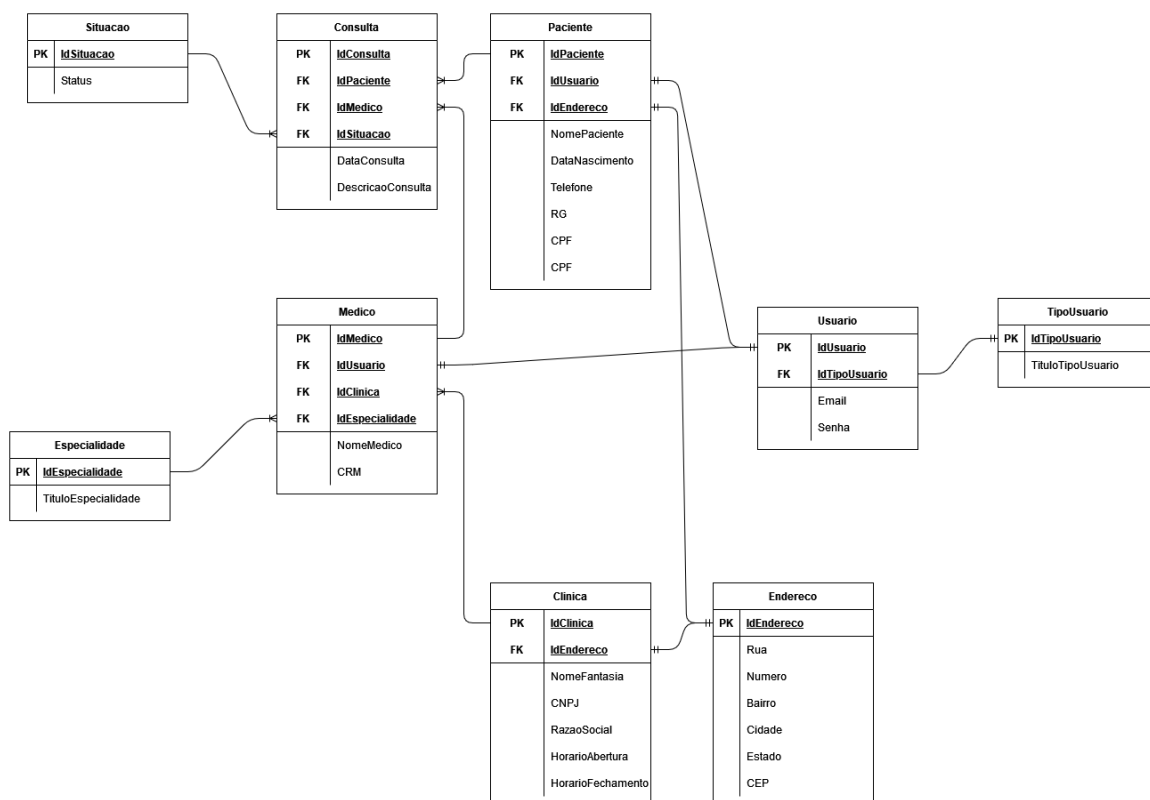 Situacao
PK IdSituacao
Status
Consulta
PK IdConsulta
FK IdPaciente
FK IdMedico
FK IdSituacao
DataConsulta
DescricaoConsulta
Paciente
PK IdPaciente
FK IdUsuario
FK IdEndereco
NomePaciente
DataNascimento
Telefone
RG
CPF
CPF
Medico
PK IdMedico
FK IdUsuario
FK IdClinica
FK IdEspecialidade
NomeMedico
CRM
Usuario
PK IdUsuario
FK IdTipoUsuario
Email
Senha
TipoUsuario
PK IdTipoUsuario
TituloTipoUsuario
Especialidade
PK IdEspecialidade
TituloEspecialidade
Clinica
PK IdClinica
FK IdEndereco
NomeFantasia
CNPJ
RazaoSocial
HorarioAbertura
HorarioFechamento
Endereco
PK IdEndereco
Rua
Numero
Bairro
Cidade
Estado
CEP